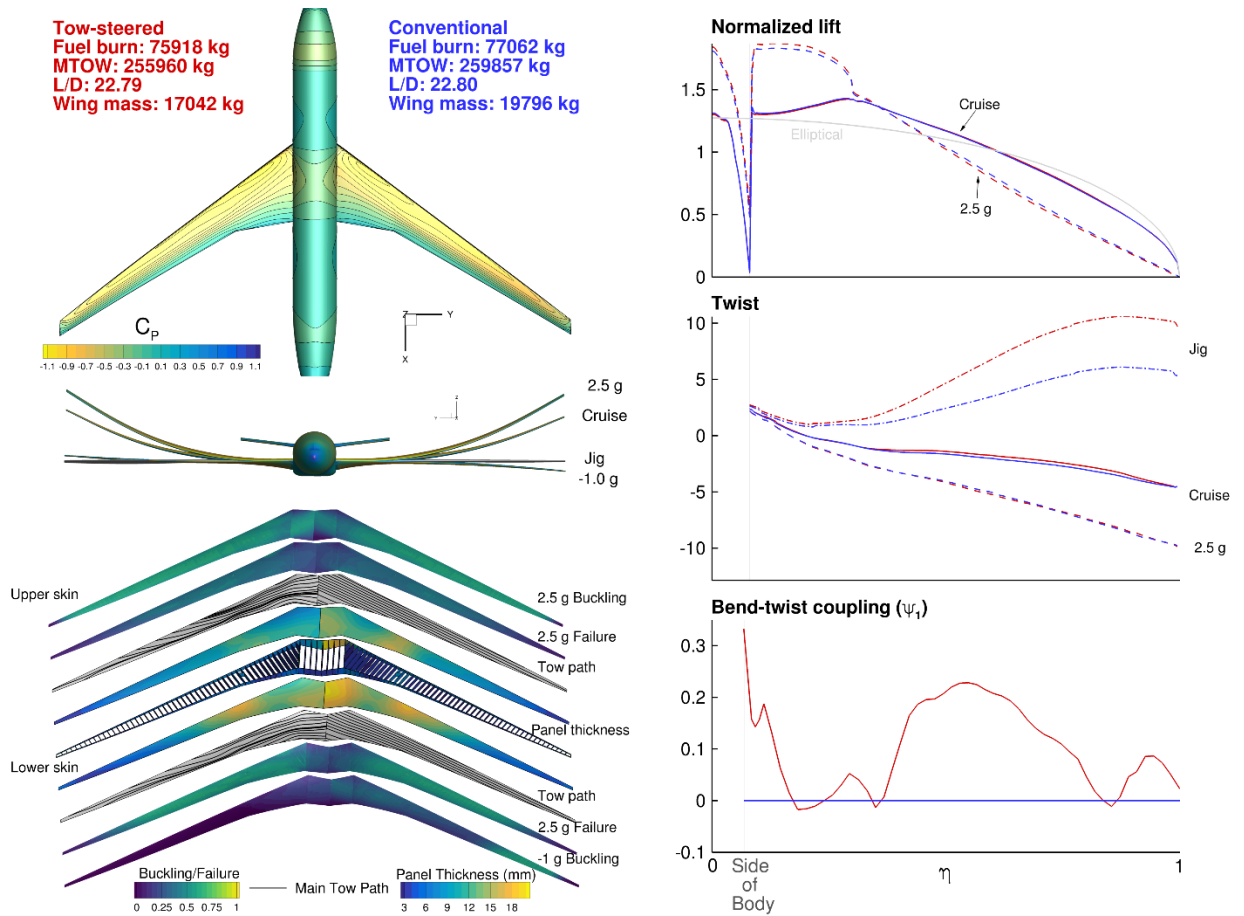 Tow-steered
Fuel burn: 75918 kg
MTOW: 255960 kg
L/D: 22.79
Wing mass: 17042 kg
Conventional
Fuel burn: 77062 kg
MTOW: 259857 kg
L/D: 22.80
Wing mass: 19796 kg
Z Y
X
C_P
-1.1 -0.9 -0.7 -0.5 -0.3 -0.1 0.1 0.3 0.5 0.7 0.9 1.1
2.5 g
Cruise
Jig
-1.0 g
Z
Y X
Upper skin
2.5 g Buckling
2.5 g Failure
Tow path
Panel thickness
Lower skin
Tow path
2.5 g Failure
-1 g Buckling
Buckling/Failure
0 0.25 0.5 0.75 1
Main Tow Path
Panel Thickness (mm)
3 6 9 12 15 18
Normalized lift
1.5
1
0.5
0
Cruise
Elliptical
2.5 g
Twist
10
5
0
-5
-10
Jig
Cruise
2.5 g
Bend-twist coupling (ψ₁)
0.3
0.2
0.1
0
-0.1
0 η 1
Side
of
Body